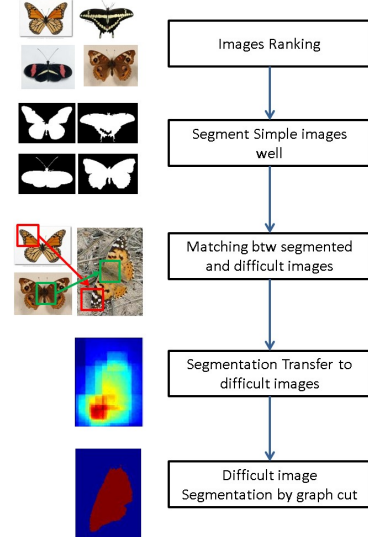 Images Ranking
Segment Simple images
well
Matching btw segmented
and difficult images
Segmentation Transfer to
difficult images
Difficult image
Segmentation by graph cut